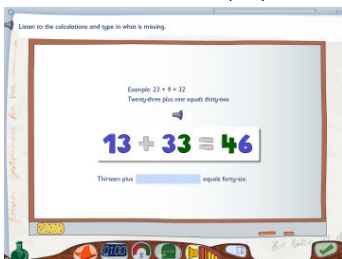 Listen to the calculations and type in what is missing.
Example: 23 + 9 = 32
Twenty-three plus nine equals thirty-two.
13 + 33 = 46
Thirteen plus equals forty-six.